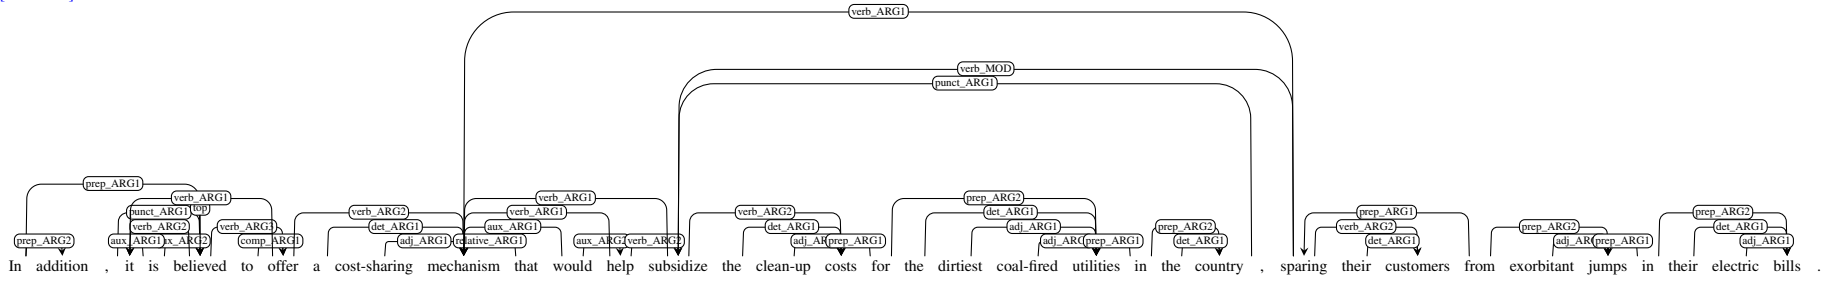 verb_ARG1
verb_MOD
punct_ARG1
prep_ARG1
verb_ARG1 verb_ARG1 prep_ARG2
punct_ARG1 top verb_ARG2 verb_ARG1 verb_ARG2 det_ARG1 prep_ARG1 prep_ARG2
verb_ARG2 verb_ARG3 det_ARG1 aux_ARG1 det_ARG1 adj_ARG1 prep_ARG2 verb_ARG2 prep_ARG2 det_ARG1
prep_ARG2 aux_ARG1 comp_ARG1 adj_ARG1 relative_ARG1 aux_ARG2 verb_ARG2 prep_ARG1 prep_ARG1 det_ARG1 det_ARG1 prep_ARG1 adj_ARG1
In addition , it is believed to offer a cost-sharing mechanism that would help subsidize the clean-up costs for the dirtiest coal-fired utilities in the country , sparing their customers from exorbitant jumps in their electric bills .